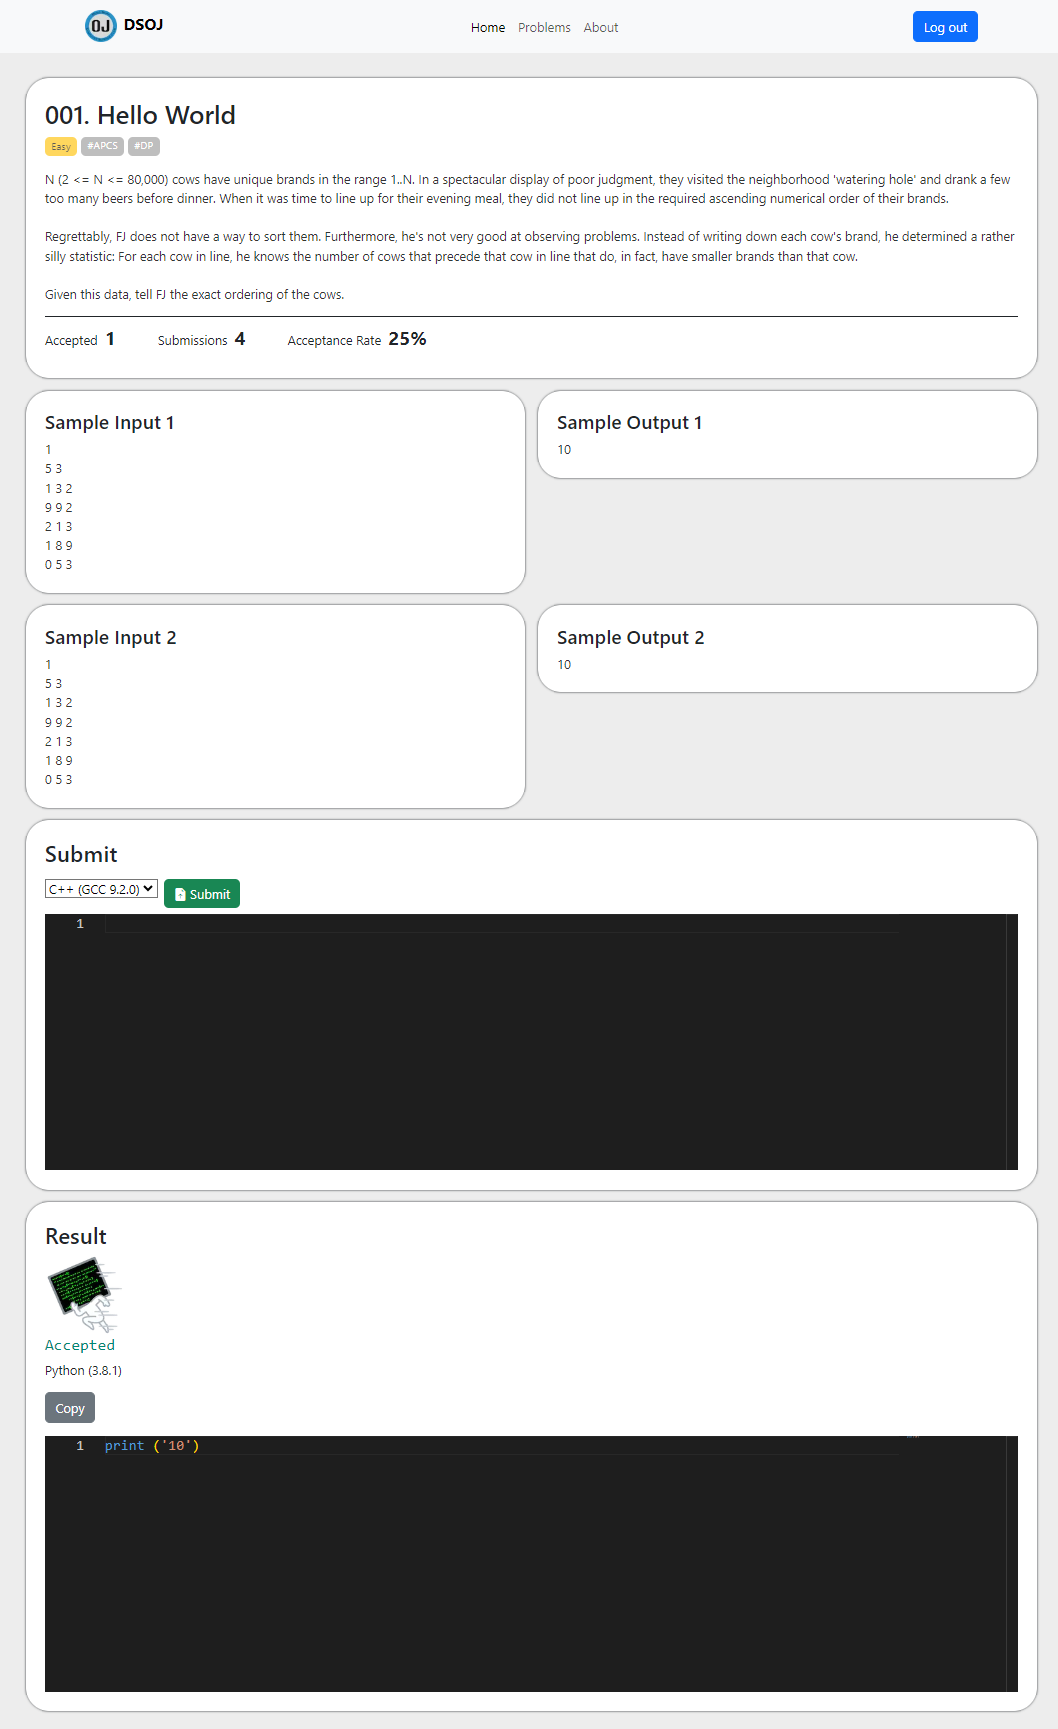 OJ DSOJ Home Problems About Log out
001. Hello World
Easy #APCS #DP
N (2 <= N <= 80,000) cows have unique brands in the range 1..N. In a spectacular display of poor judgment, they visited the neighborhood 'watering hole' and drank a few
too many beers before dinner. When it was time to line up for their evening meal, they did not line up in the required ascending numerical order of their brands.
Regrettably, FJ does not have a way to sort them. Furthermore, he's not very good at observing problems. Instead of writing down each cow's brand, he determined a rather
silly statistic: For each cow in line, he knows the number of cows that precede that cow in line that do, in fact, have smaller brands than that cow.
Given this data, tell FJ the exact ordering of the cows.
Accepted 1 Submissions 4 Acceptance Rate 25%
Sample Input 1
1
5 3
1 3 2
9 9 2
2 1 3
1 8 9
0 5 3
Sample Output 1
10
Sample Input 2
1
5 3
1 3 2
9 9 2
2 1 3
1 8 9
0 5 3
Sample Output 2
10
Submit
C++ (GCC 9.2.0) Submit
1
Result
Accepted
Python (3.8.1)
Copy
1 print ('10')